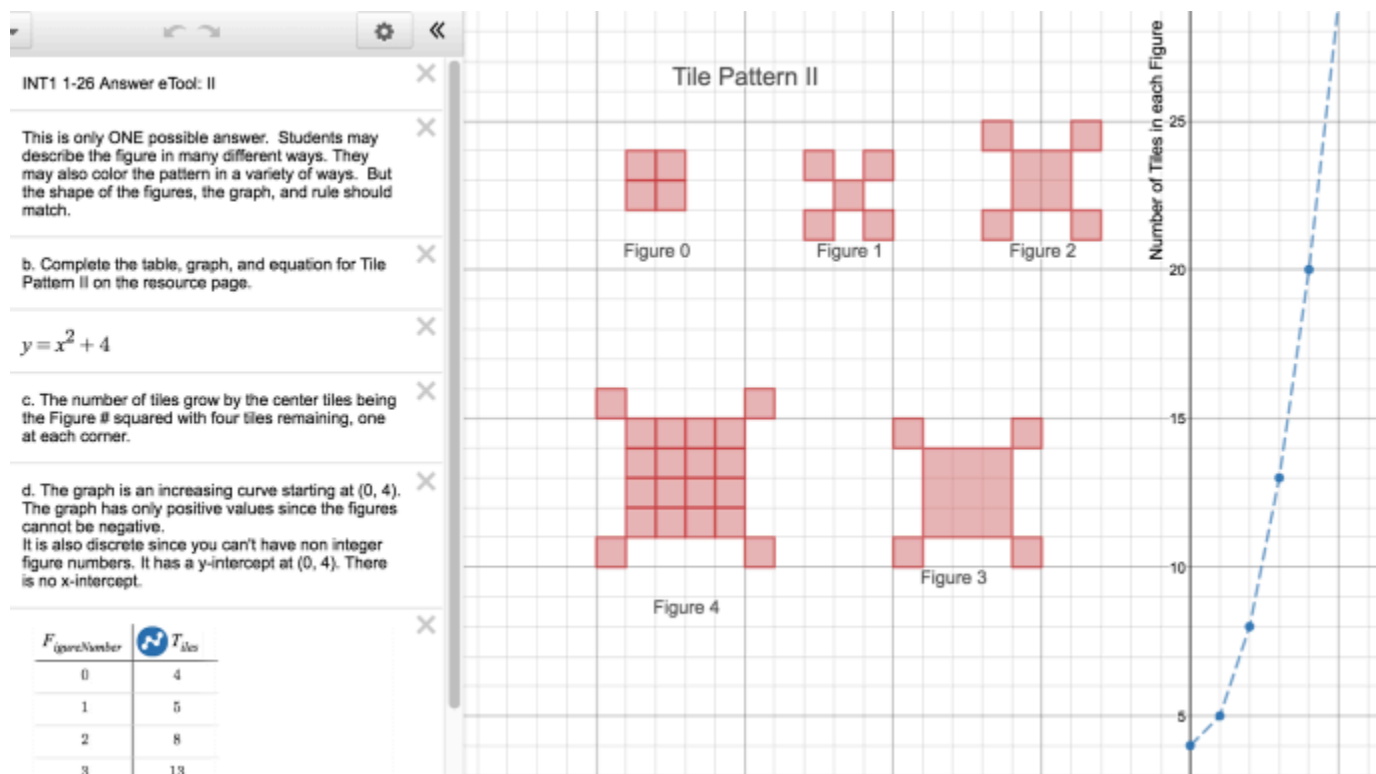 INT1 1-26 Answer eTool: II
This is only ONE possible answer.  Students may
describe the figure in many different ways. They
may also color the pattern in a variety of ways.  But
the shape of the figures, the graph, and rule should
match.
b. Complete the table, graph, and equation for Tile
Pattern II on the resource page.
y = x² + 4
c. The number of tiles grow by the center tiles being
the Figure # squared with four tiles remaining, one
at each corner.
d. The graph is an increasing curve starting at (0, 4).
The graph has only positive values since the figures
cannot be negative.
It is also discrete since you can't have non integer
figure numbers. It has a y-intercept at (0, 4). There
is no x-intercept.
FigureNumber Tiles
0 4
1 5
2 8
3 13
Tile Pattern II
Figure 0
Figure 1
Figure 2
Figure 4
Figure 3
Number of Tiles in each Figure
25
20
15
10
5